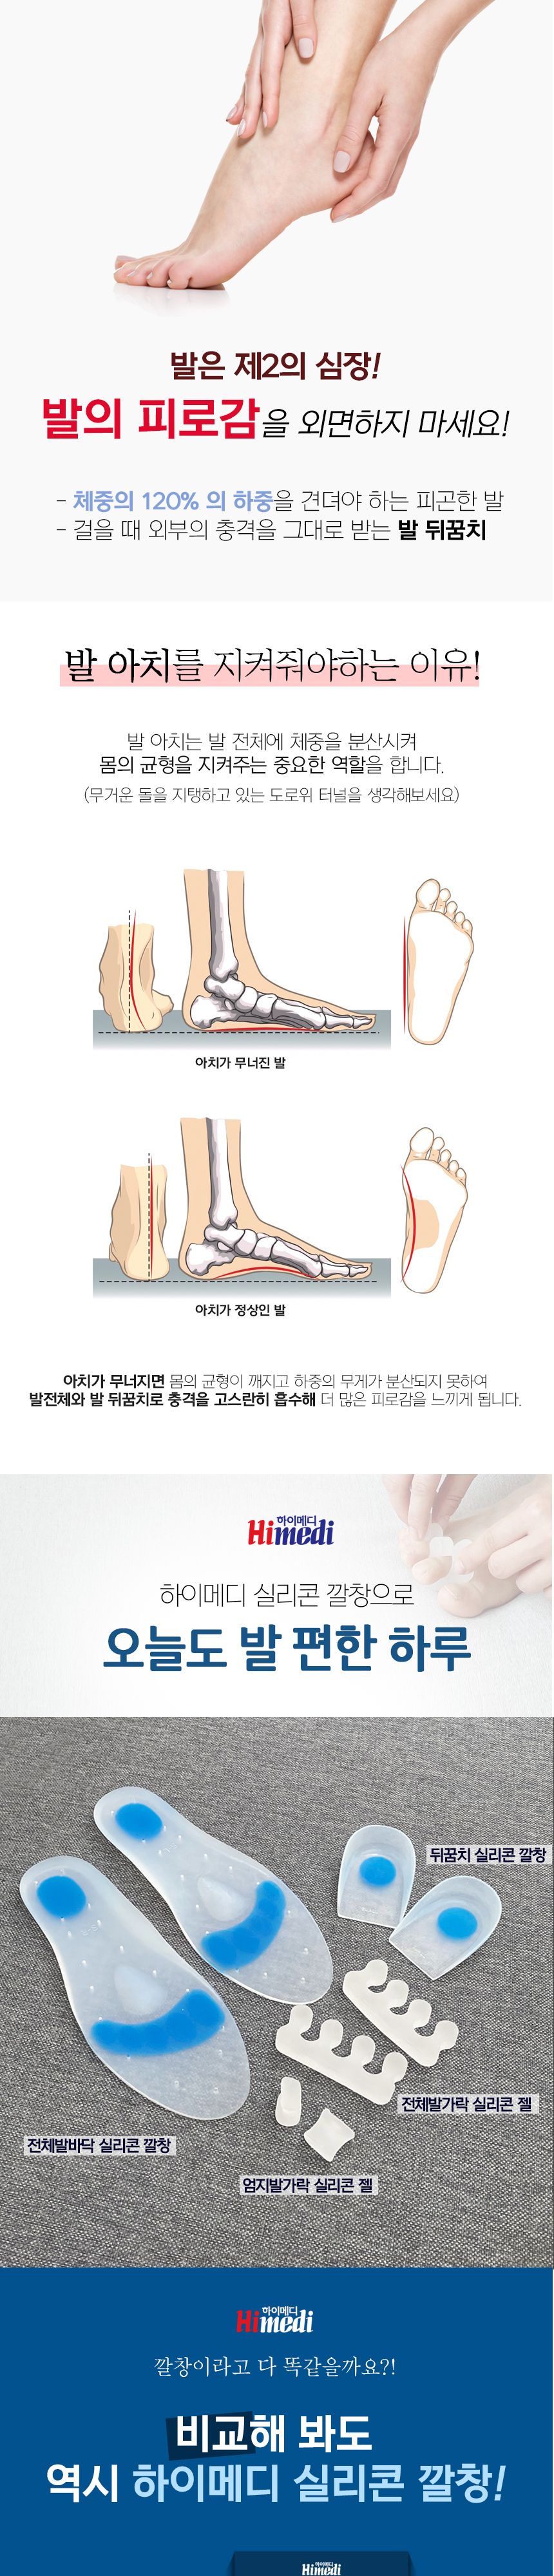 발은 제2의 심장!
발의 피로감을 외면하지 마세요!
- 체중의 120% 의 하중을 견뎌야 하는 피곤한 발
- 걸을 때 외부의 충격을 그대로 받는 발 뒤꿈치
발 아치를 지켜줘야하는 이유!
발 아치는 발 전체에 체중을 분산시켜
몸의 균형을 지켜주는 중요한 역할을 합니다.
(무거운 돌을 지탱하고 있는 도로위 터널을 생각해보세요)
아치가 무너진 발
아치가 정상인 발
아치가 무너지면 몸의 균형이 깨지고 하중의 무게가 분산되지 못하여
발전체와 발 뒤꿈치로 충격을 고스란히 흡수해 더 많은 피로감을 느끼게 됩니다.
하이메디
Himedi
하이메디 실리콘 깔창으로
오늘도 발 편한 하루
뒤꿈치 실리콘 깔창
전체발가락 실리콘 젤
전체발바닥 실리콘 깔창
엄지발가락 실리콘 젤
하이메디
Himedi
깔창이라고 다 똑같을까요?!
비교해 봐도
역시 하이메디 실리콘 깔창!
하이메디
Himedi